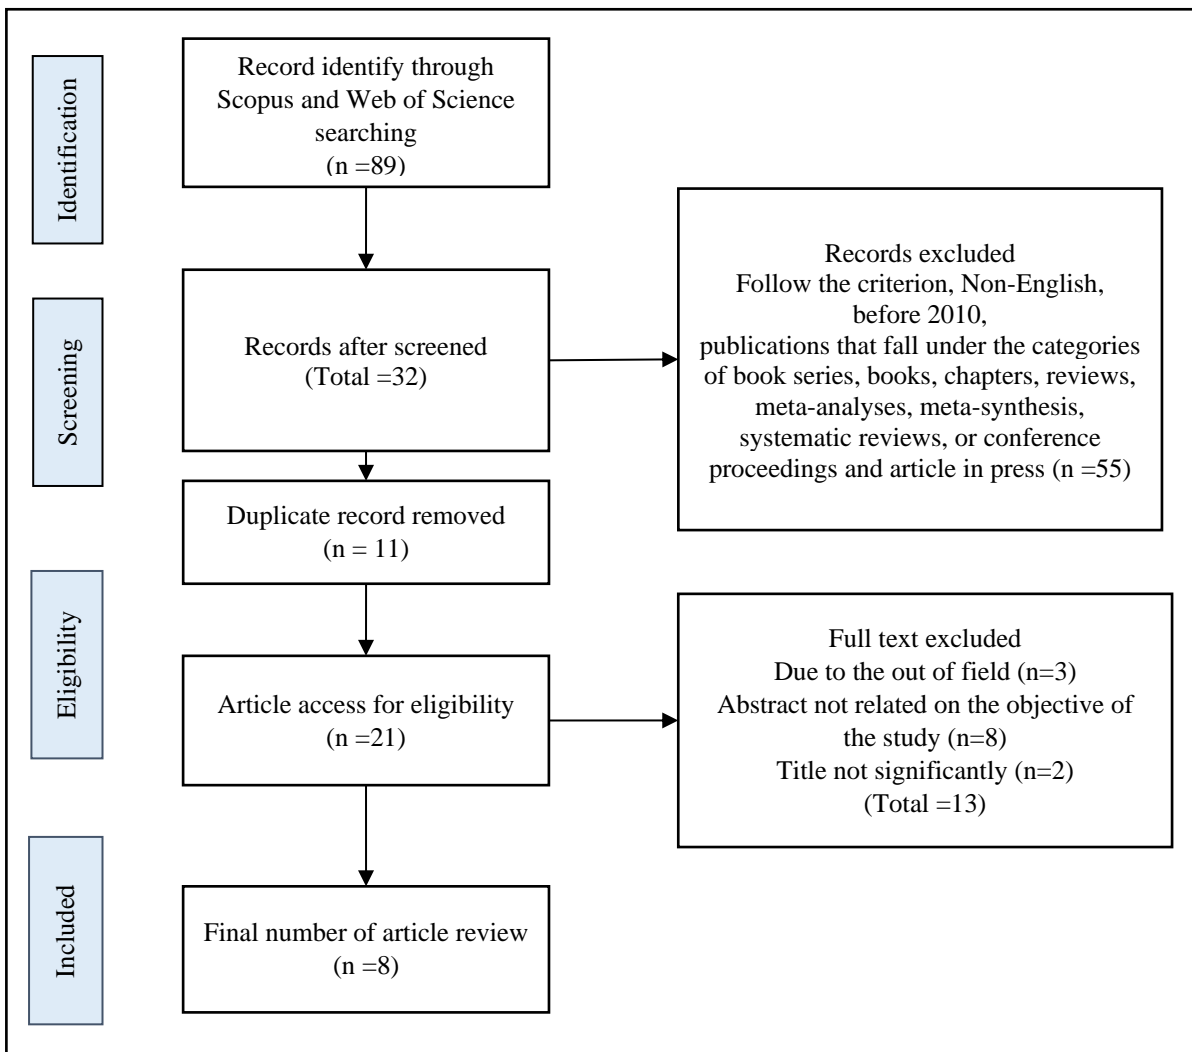 Identification
Record identify through
Scopus and Web of Science
searching
(n =89)
Screening
Records after screened
(Total =32)
Records excluded
Follow the criterion, Non-English,
before 2010,
publications that fall under the categories
of book series, books, chapters, reviews,
meta-analyses, meta-synthesis,
systematic reviews, or conference
proceedings and article in press (n =55)
Duplicate record removed
(n = 11)
Eligibility
Article access for eligibility
(n =21)
Full text excluded
Due to the out of field (n=3)
Abstract not related on the objective of
the study (n=8)
Title not significantly (n=2)
(Total =13)
Included
Final number of article review
(n =8)